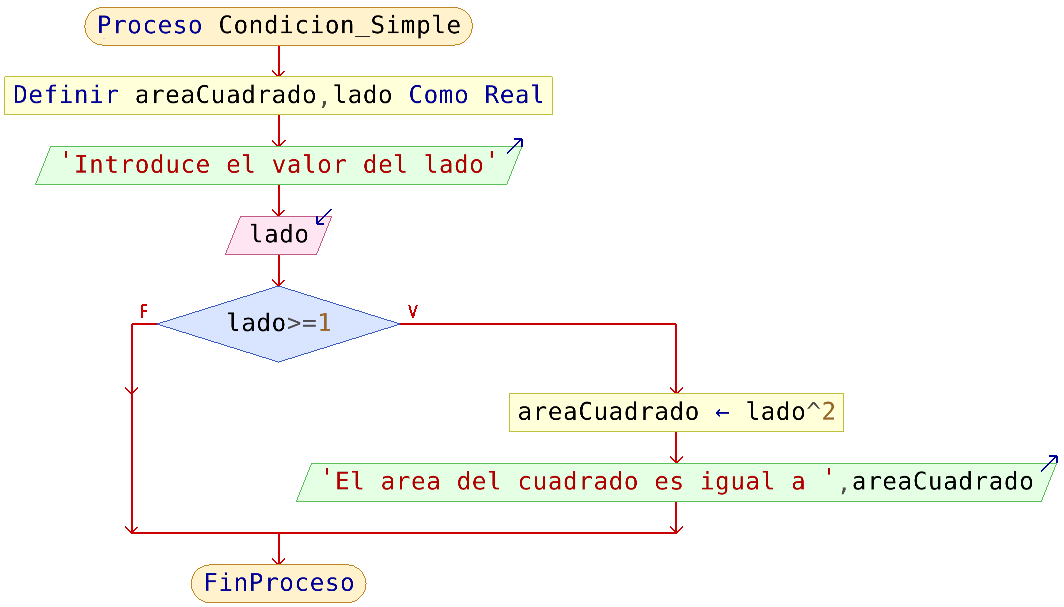 Proceso Condicion_Simple
Definir areaCuadrado,lado Como Real
'Introduce el valor del lado'
lado
F
lado>=1
V
areaCuadrado ← lado^2
'El area del cuadrado es igual a ',areaCuadrado
FinProceso